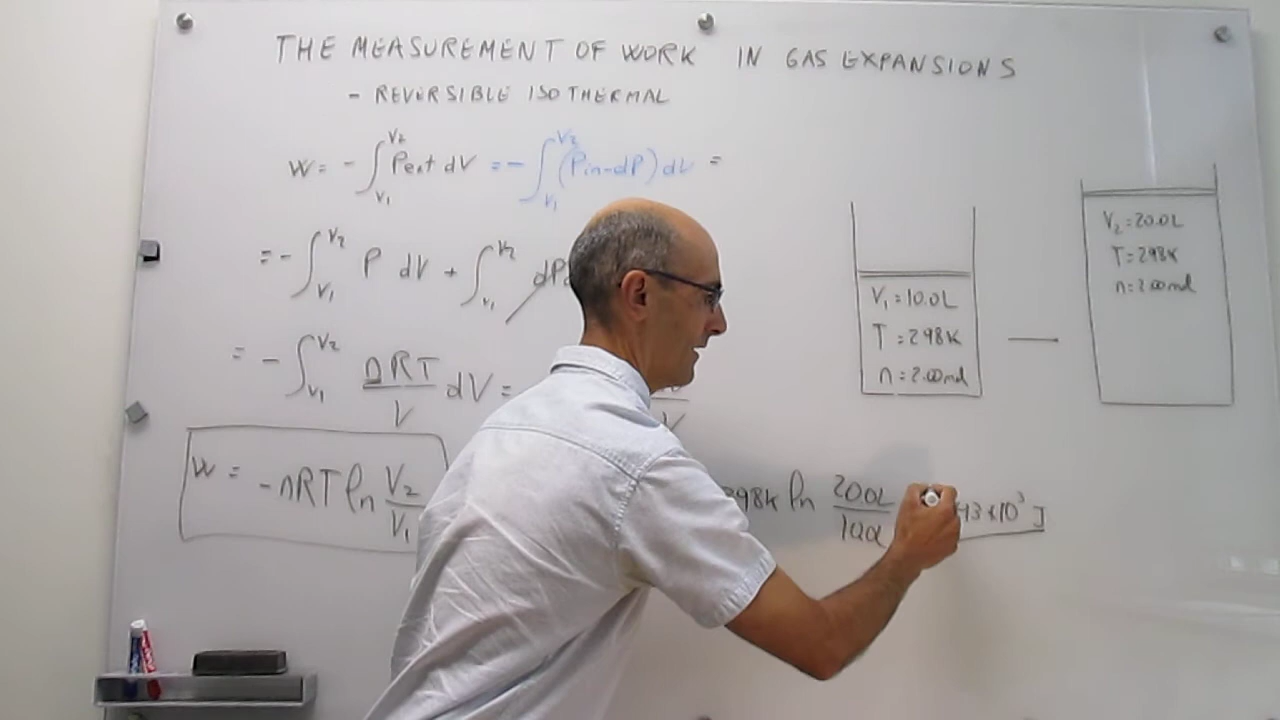 THE MEASUREMENT OF WORK IN GAS EXPANSIONS
- REVERSIBLE ISOTHERMAL
W = - ∫ V₂ V₁ Pext dV = - ∫ V₂ V₁ (Pin-dP) dV =
= - ∫ V₂ V₁ P dV + ∫ V₂ V₁ dP
= - ∫ V₂ V₁ nRT/V dV =
V
W = -nRT ln V₂/V₁
298K ln 20.0L/10.0L
43x10³ J
V₁ = 10.0L
T = 298K
n = 2.00mol
V₂ = 20.0L
T = 298K
n = 2.00mol